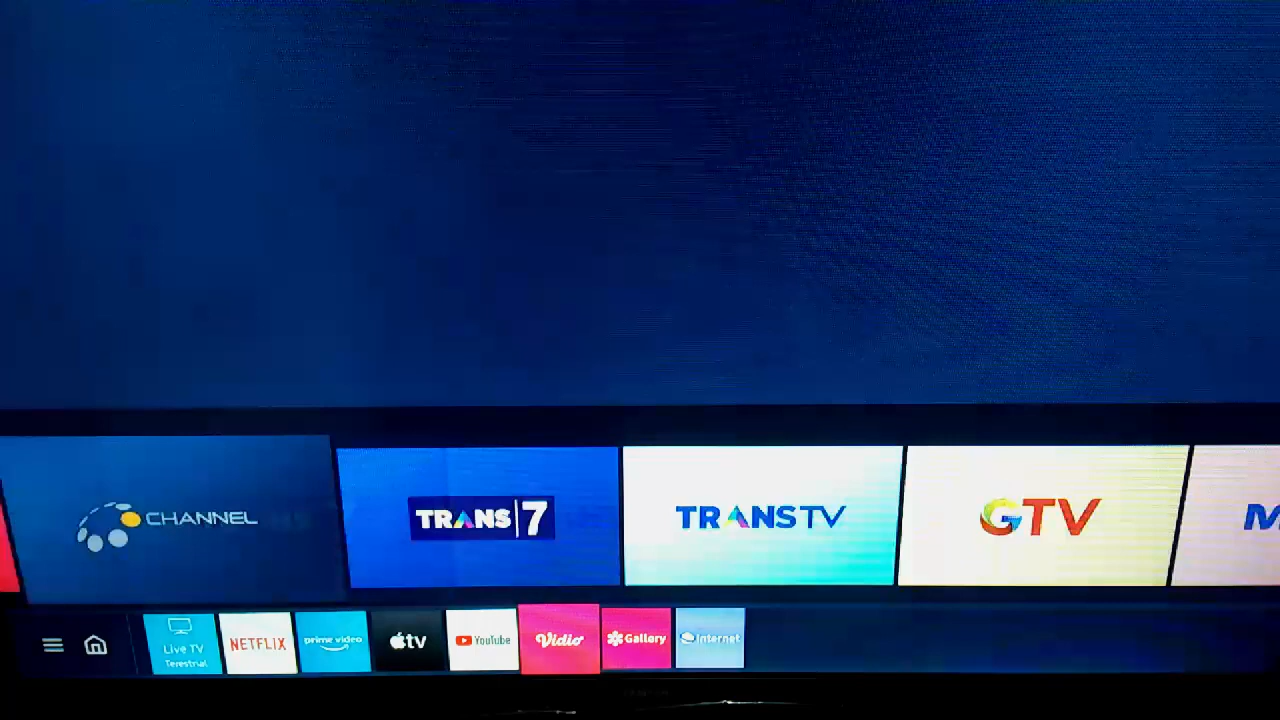 CHANNEL
TRANS|7
TRANSTV
GTV
M
Live TV
Terestrial
NETFLIX
prime video
tv
YouTube
Vidio
Gallery
Internet